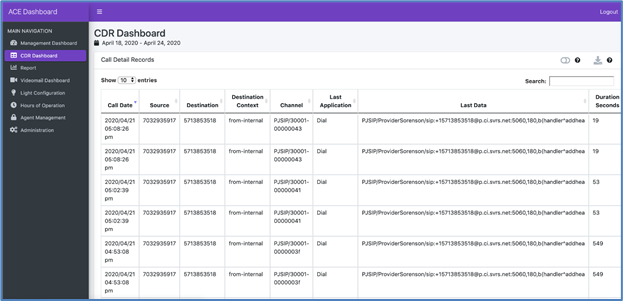 ACE Dashboard
Logout
MAIN NAVIGATION
Management Dashboard
CDR Dashboard
Report
Videomail Dashboard
Light Configuration
Hours of Operation
Agent Management
Administration
CDR Dashboard
April 18, 2020 - April 24, 2020
Call Detail Records
Show 10 entries
Search:
Call Date Source Destination Destination Context Channel Last Application Last Data Duration Seconds
2020/04/21 05:08:26 pm 7032935917 5713853518 from-internal PJSIP/30001-00000043 Dial PJSIP/ProviderSorenson/sip:+15713853518@p.ci.svrs.net:5060,180,b(handler^addhea 19
2020/04/21 05:08:26 pm 7032935917 5713853518 from-internal PJSIP/30001-00000043 Dial PJSIP/ProviderSorenson/sip:+15713853518@p.ci.svrs.net:5060,180,b(handler^addhea 19
2020/04/21 05:02:39 pm 7032935917 5713853518 from-internal PJSIP/30001-00000041 Dial PJSIP/ProviderSorenson/sip:+15713853518@p.ci.svrs.net:5060,180,b(handler^addhea 53
2020/04/21 05:02:39 pm 7032935917 5713853518 from-internal PJSIP/30001-00000041 Dial PJSIP/ProviderSorenson/sip:+15713853518@p.ci.svrs.net:5060,180,b(handler^addhea 53
2020/04/21 04:53:08 pm 7032935917 5713853518 from-internal PJSIP/30001-0000003f Dial PJSIP/ProviderSorenson/sip:+15713853518@p.ci.svrs.net:5060,180,b(handler^addhea 549
2020/04/21 04:53:08 pm 7032935917 5713853518 from-internal PJSIP/30001-0000003f Dial PJSIP/ProviderSorenson/sip:+15713853518@p.ci.svrs.net:5060,180,b(handler^addhea 549